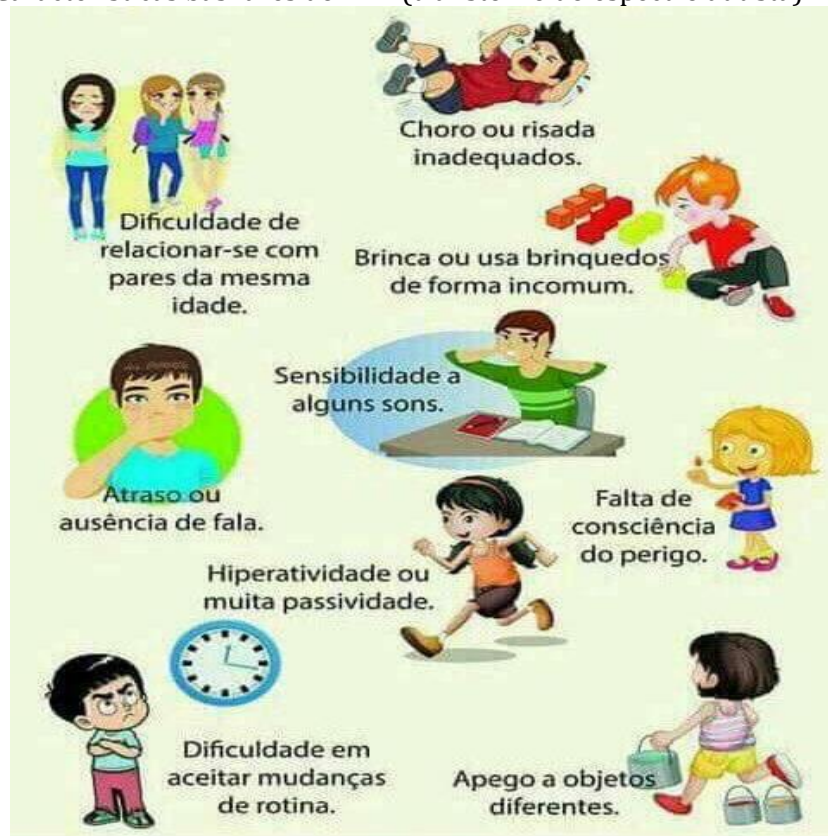 Choro ou risada
inadequados.
Dificuldade de
relacionar-se com
pares da mesma
idade.
Brinca ou usa brinquedos
de forma incomum.
Sensibilidade a
alguns sons.
Atraso ou
ausência de fala.
Falta de
consciência
do perigo.
Hiperatividade ou
muita passividade.
Dificuldade em
aceitar mudanças
de rotina.
Apego a objetos
diferentes.